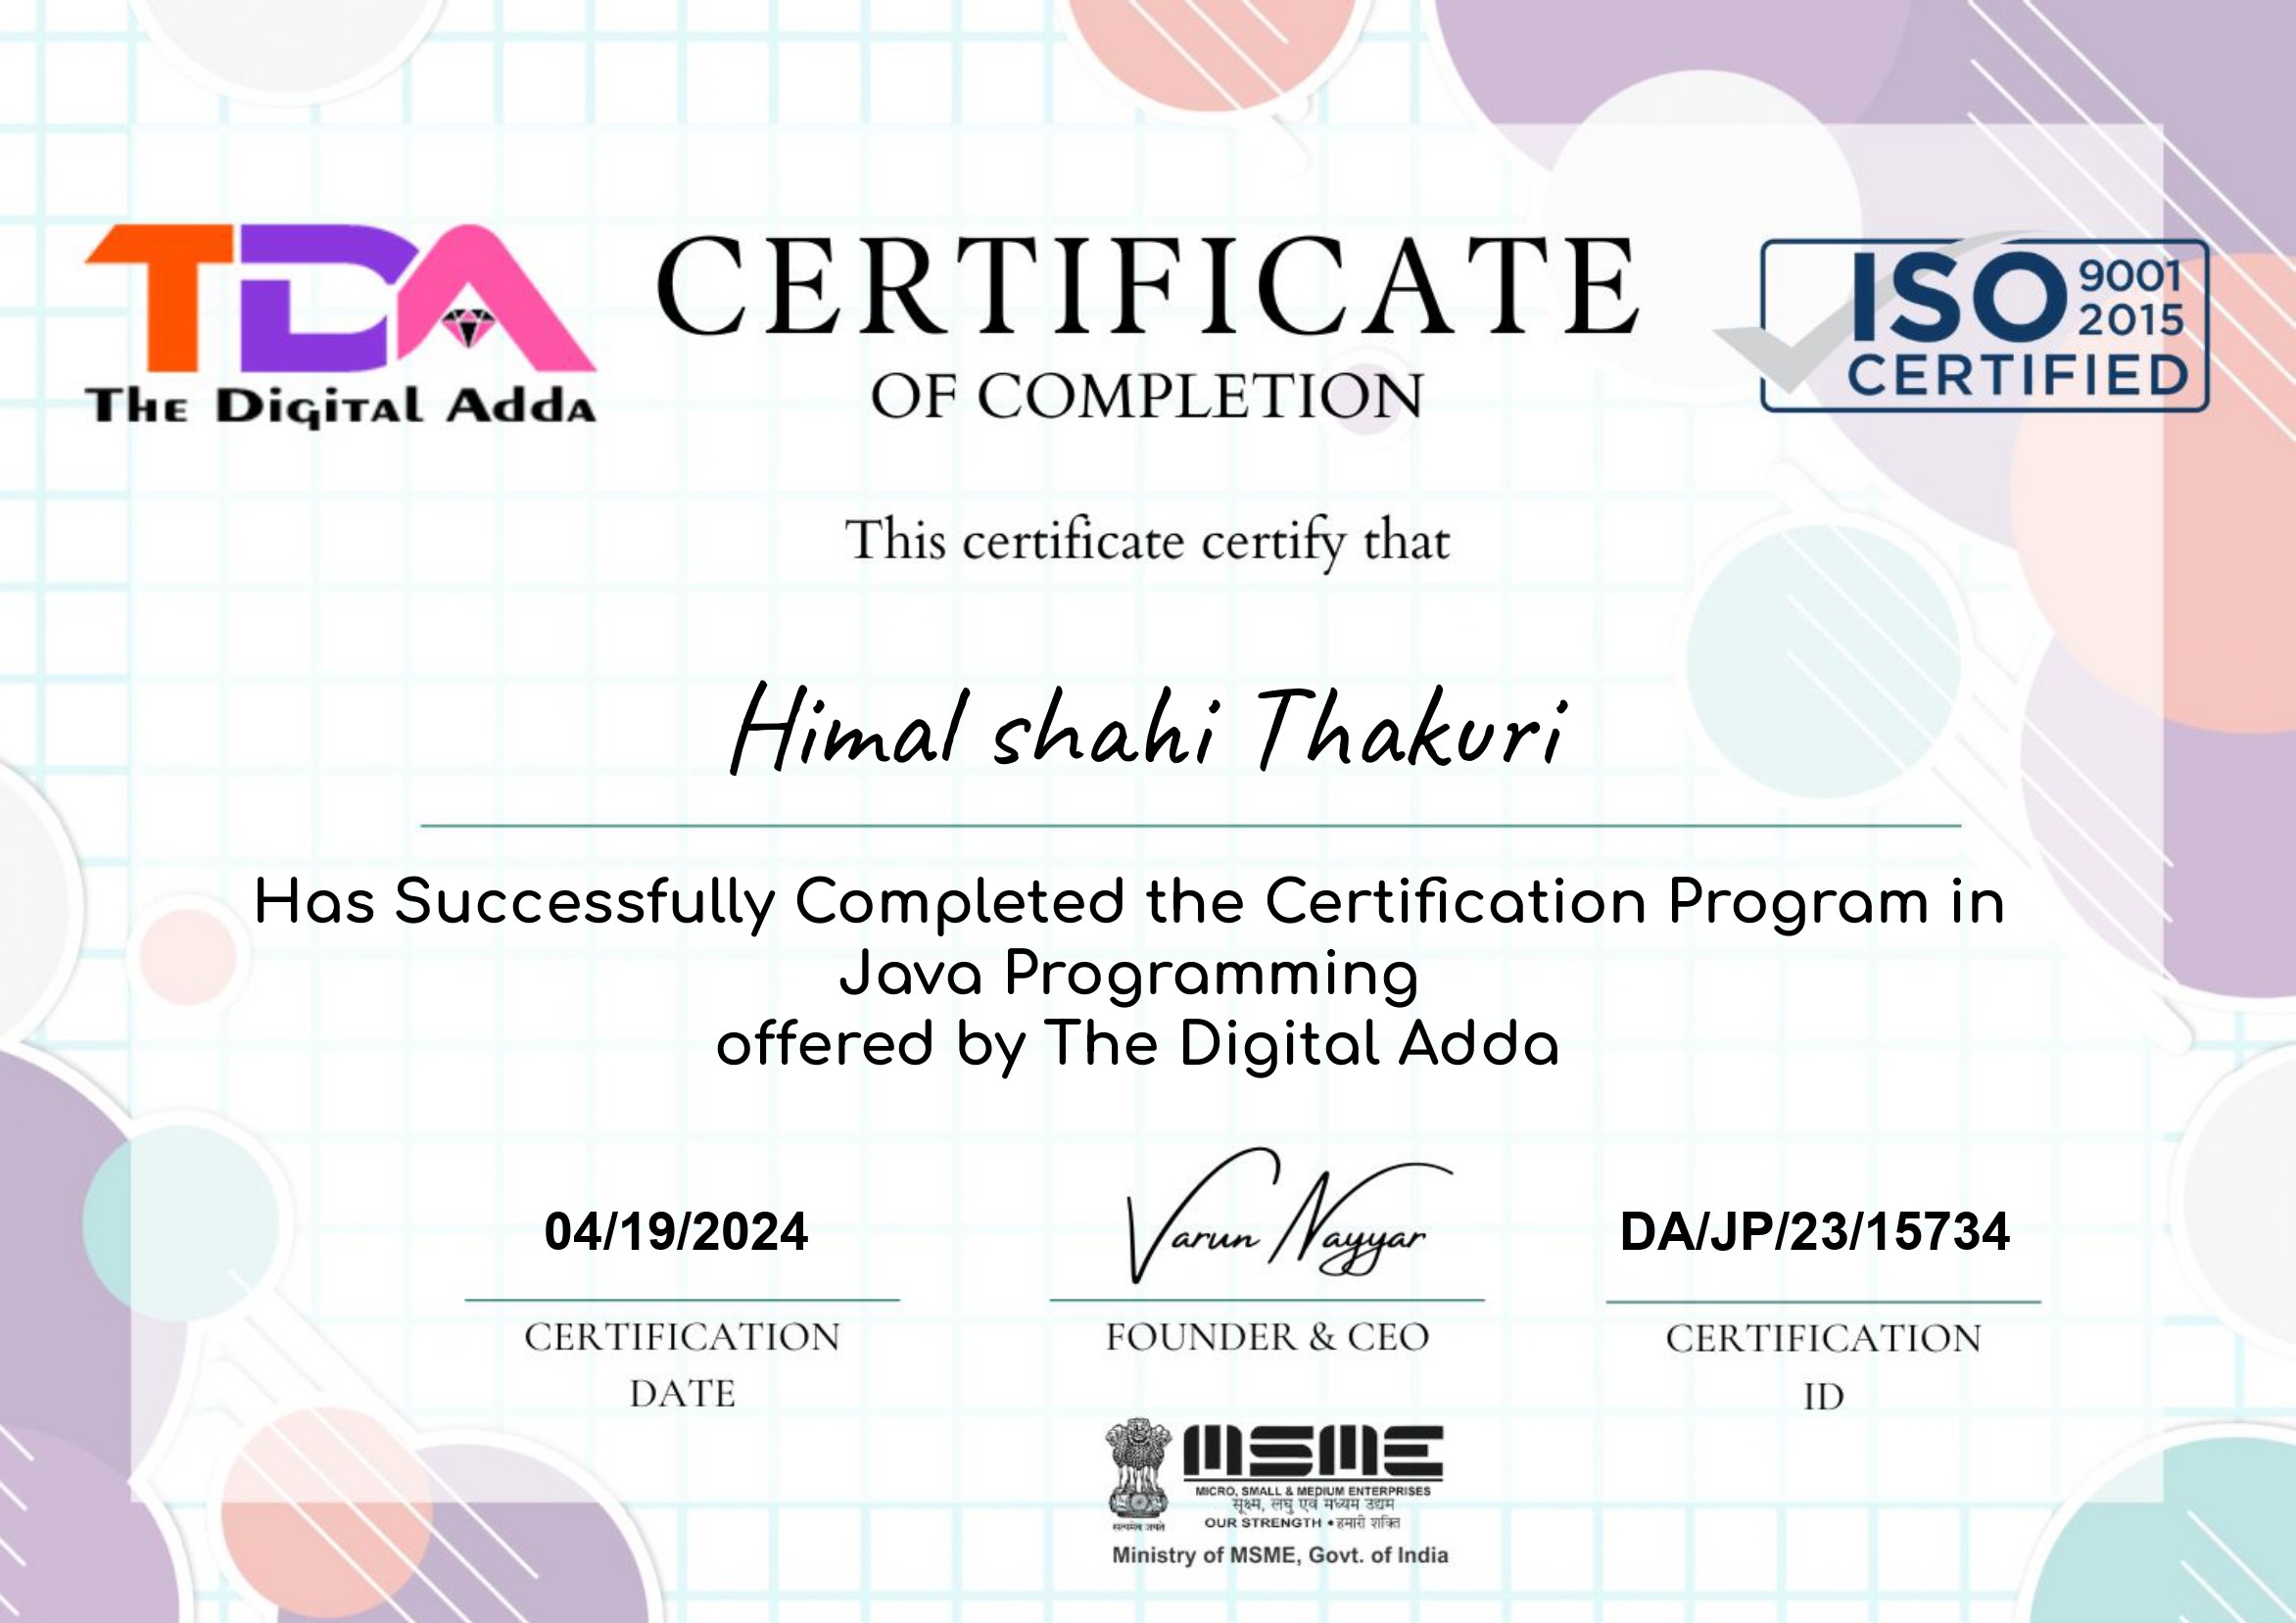 TDA
The Digital Adda
CERTIFICATE
OF COMPLETION
ISO 9001 2015
CERTIFIED
This certificate certify that
Himal shahi Thakuri
Has Successfully Completed the Certification Program in
Java Programming
offered by The Digital Adda
04/19/2024
Varun Nayyar
DA/JP/23/15734
CERTIFICATION
DATE
FOUNDER & CEO
CERTIFICATION
ID
MSME
MICRO, SMALL & MEDIUM ENTERPRISES
सूक्ष्म, लघु एवं मध्यम उद्यम
OUR STRENGTH • हमारी शक्ति
सत्यमेव जयते
Ministry of MSME, Govt. of India